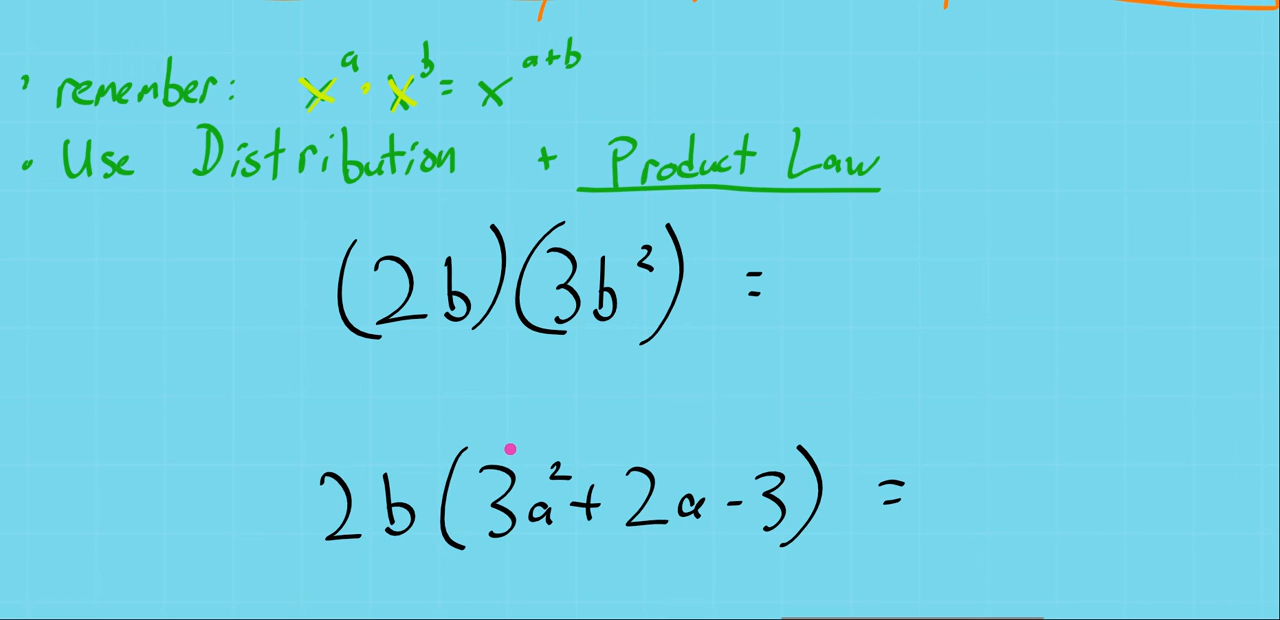 remember: x^a · x^b = x^{a+b}
• Use Distribution + Product Law
(2b)(3b²) =
2b(3a²+2a-3) =